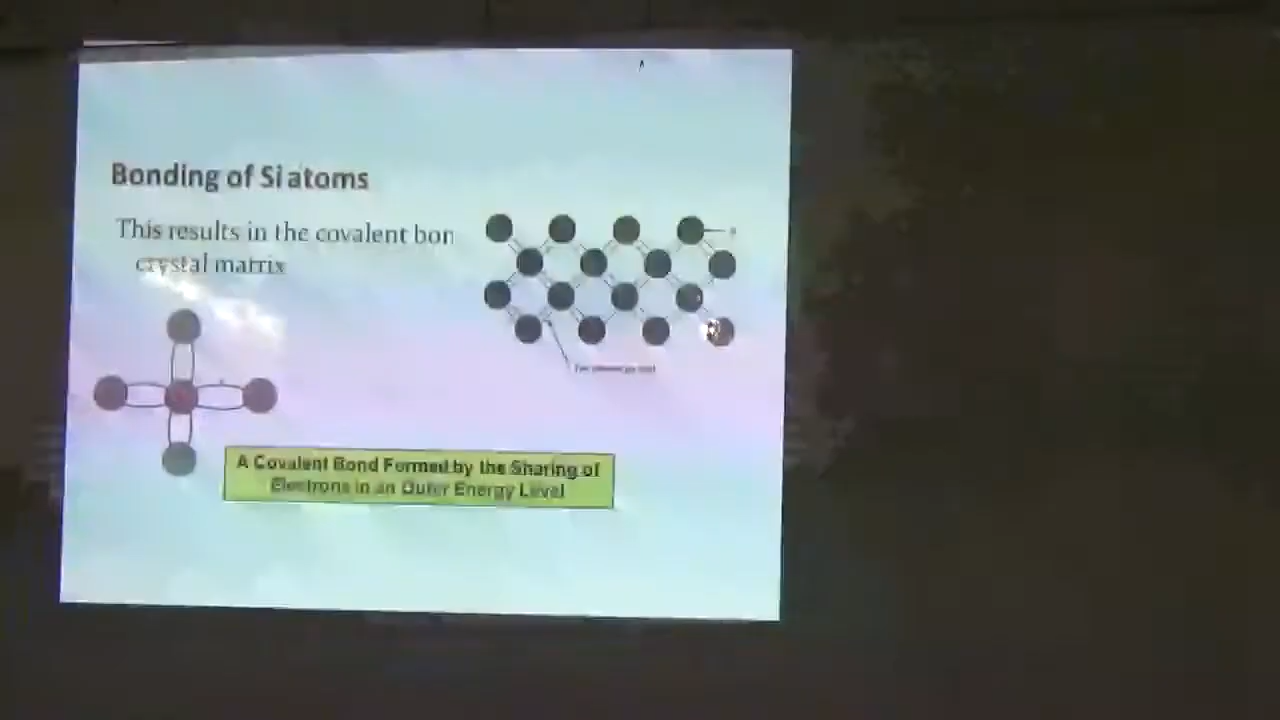 Bonding of Si atoms
This results in the covalent bon
crystal matrix
A Covalent Bond Formed by the Sharing of
Electrons in an Outer Energy Level